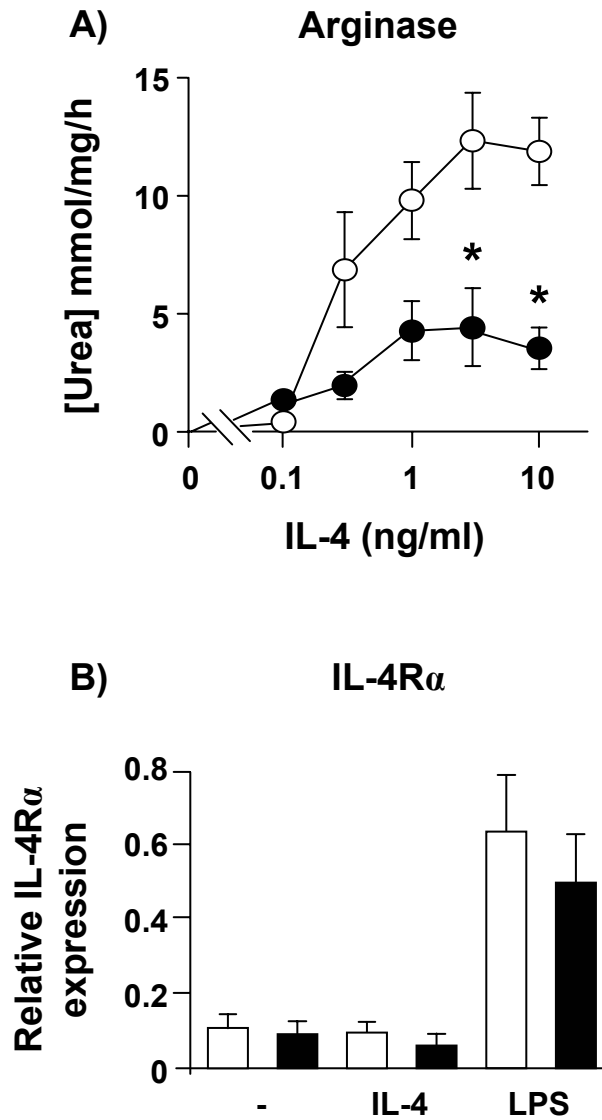 A) Arginase
[Urea] mmol/mg/h
15
10
5
0
*
*
0 0.1 1 10
IL-4 (ng/ml)
B) IL-4Rα
Relative IL-4Rα
expression
0.8
0.6
0.4
0.2
0
- IL-4 LPS